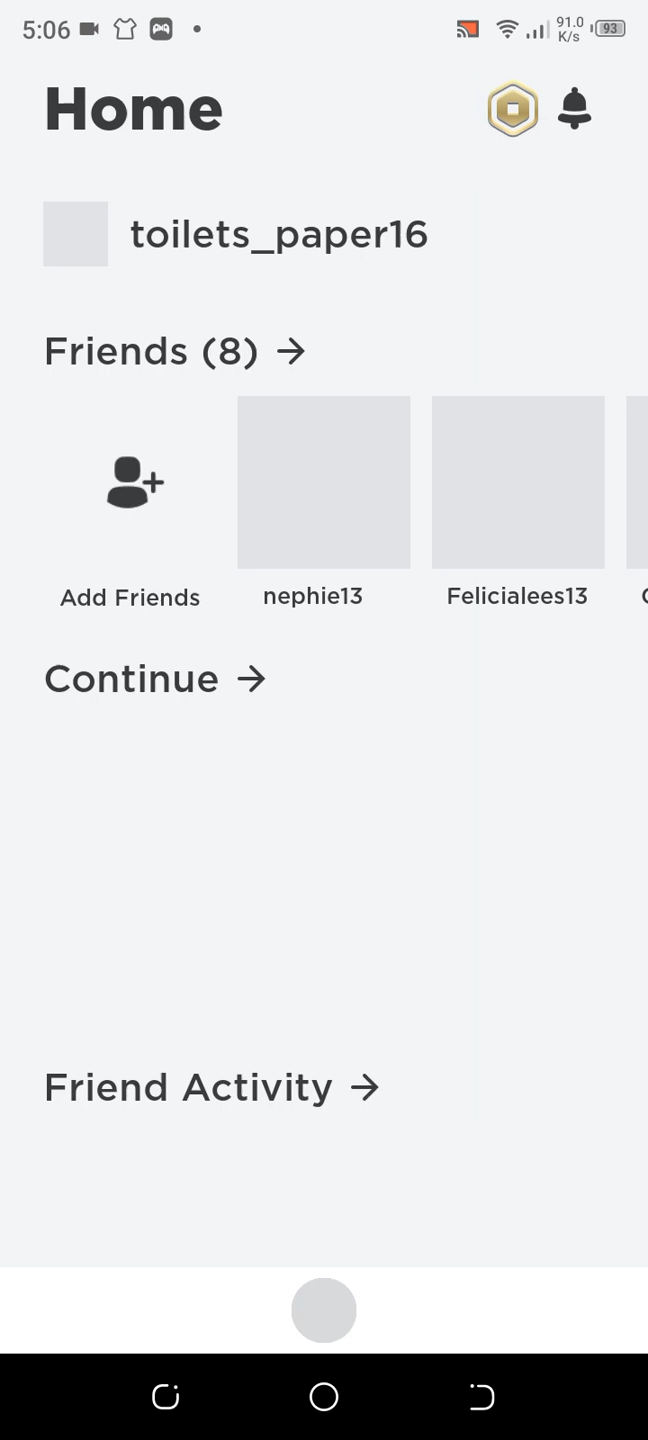 5:06 91.0 K/s 93
Home
toilets_paper16
Friends (8) →
Add Friends nephie13 Felicialees13
Continue →
Friend Activity →